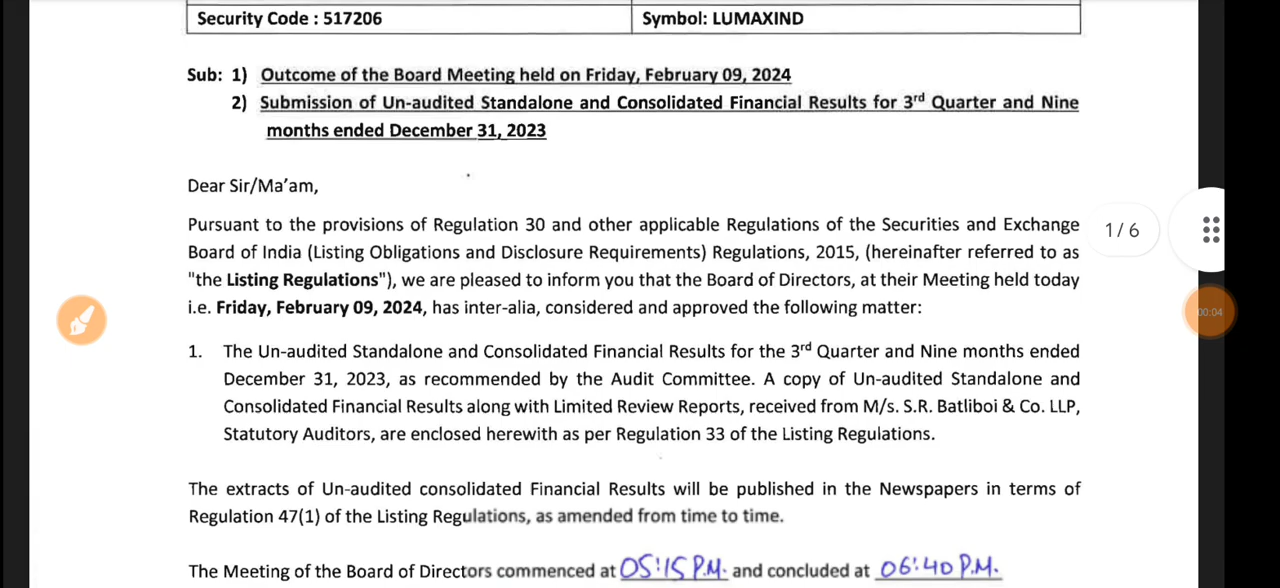 Security Code : 517206 Symbol: LUMAXIND
Sub: 1) Outcome of the Board Meeting held on Friday, February 09, 2024
2) Submission of Un-audited Standalone and Consolidated Financial Results for 3rd Quarter and Nine
months ended December 31, 2023
Dear Sir/Ma'am,
Pursuant to the provisions of Regulation 30 and other applicable Regulations of the Securities and Exchange
Board of India (Listing Obligations and Disclosure Requirements) Regulations, 2015, (hereinafter referred to as
"the Listing Regulations"), we are pleased to inform you that the Board of Directors, at their Meeting held today
i.e. Friday, February 09, 2024, has inter-alia, considered and approved the following matter:
1. The Un-audited Standalone and Consolidated Financial Results for the 3rd Quarter and Nine months ended
December 31, 2023, as recommended by the Audit Committee. A copy of Un-audited Standalone and
Consolidated Financial Results along with Limited Review Reports, received from M/s. S.R. Batliboi & Co. LLP,
Statutory Auditors, are enclosed herewith as per Regulation 33 of the Listing Regulations.
The extracts of Un-audited consolidated Financial Results will be published in the Newspapers in terms of
Regulation 47(1) of the Listing Regulations, as amended from time to time.
The Meeting of the Board of Directors commenced at 05:15 P.M. and concluded at 06:40 P.M.
1/6
00:04